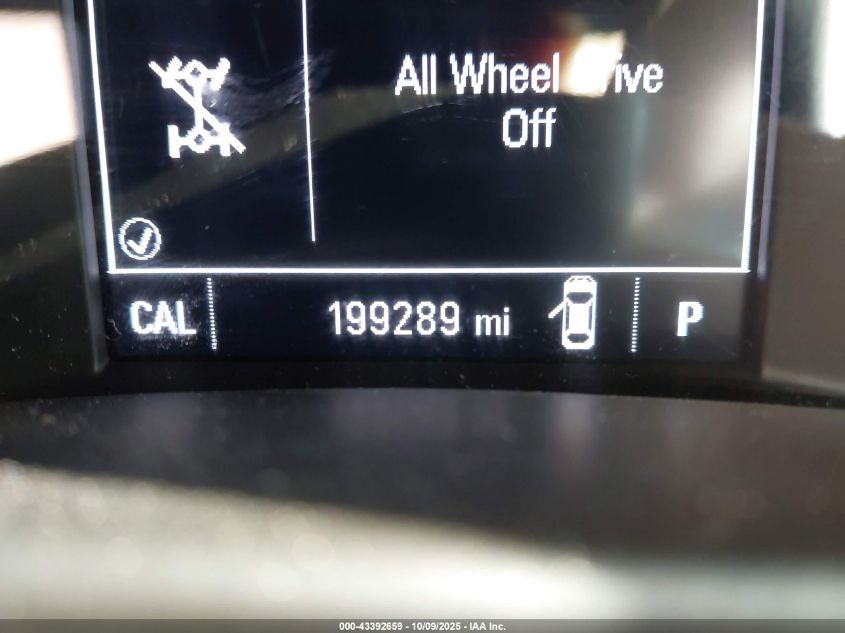 All Wheel Drive
Off
CAL 199289 mi P
000-43392659 - 10/09/2025 - IAA Inc.